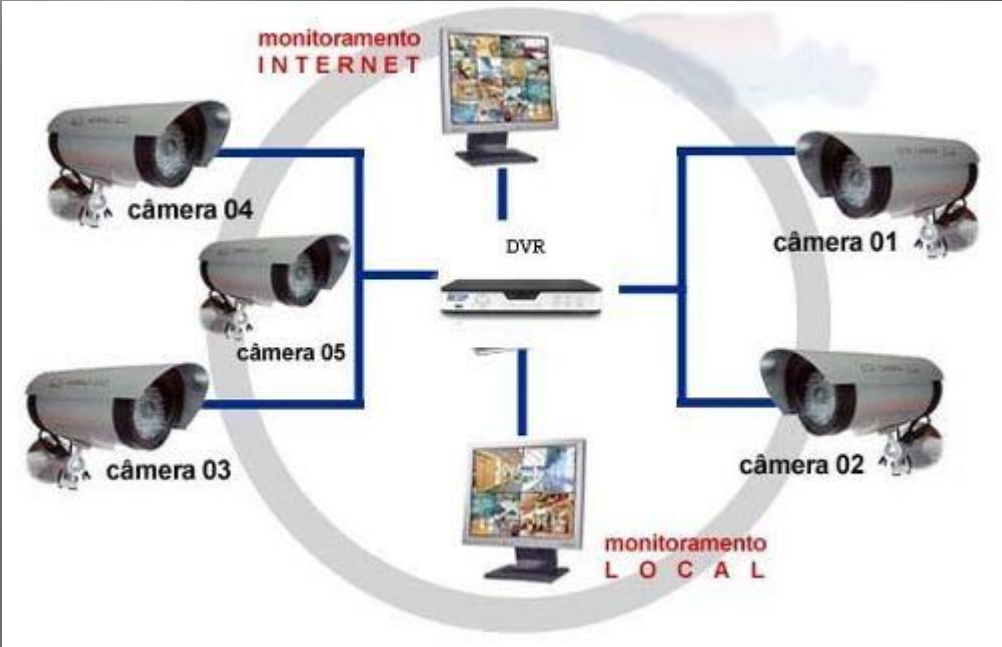 monitoramento
INTERNET
câmera 04
câmera 01
DVR
câmera 05
câmera 03
câmera 02
monitoramento
LOCAL